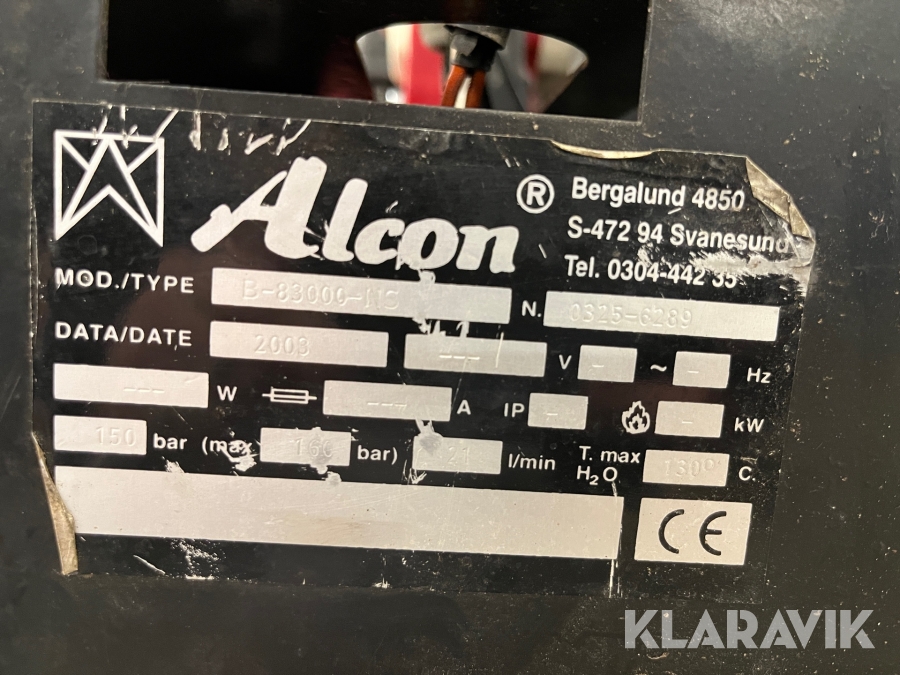 Alcon ®
Bergalund 4850
S-472 94 Svanesund
Tel. 0304-442 35
MOD./TYPE B-83000-NS N. 0325-6289
DATA/DATE 2003 --- V - ~ - Hz
--- W --- A IP - - kW
150 bar (max 160 bar) 21 l/min T. max H₂O 130° C.
CE
KLARAVIK